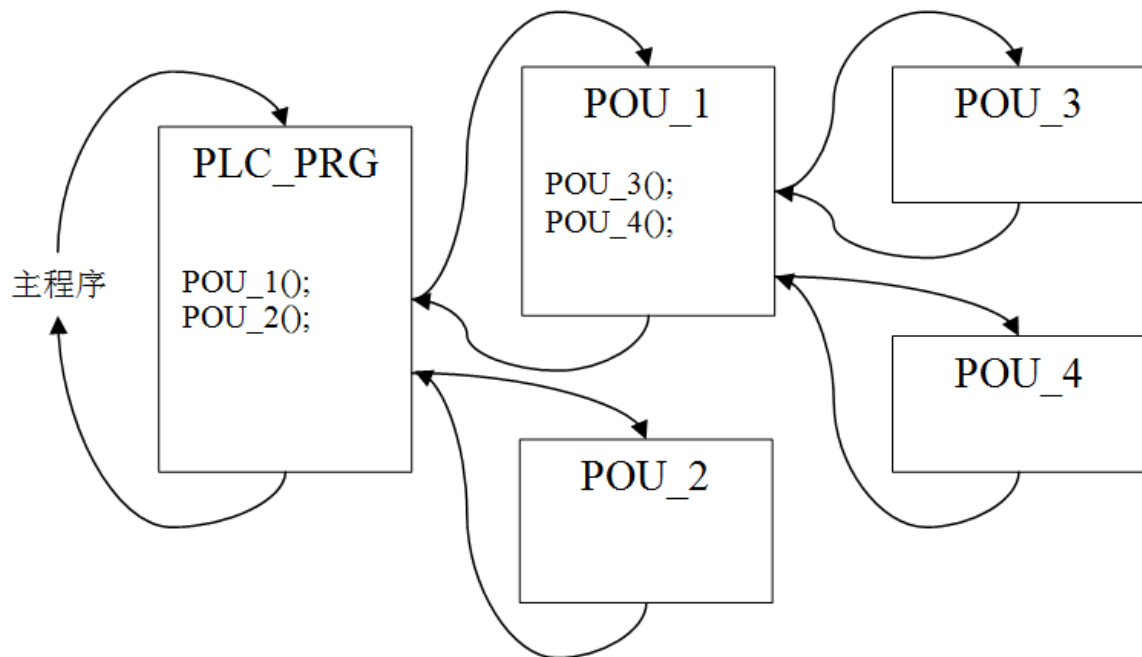 主程序
PLC_PRG
POU_1();
POU_2();
POU_1
POU_3();
POU_4();
POU_2
POU_3
POU_4